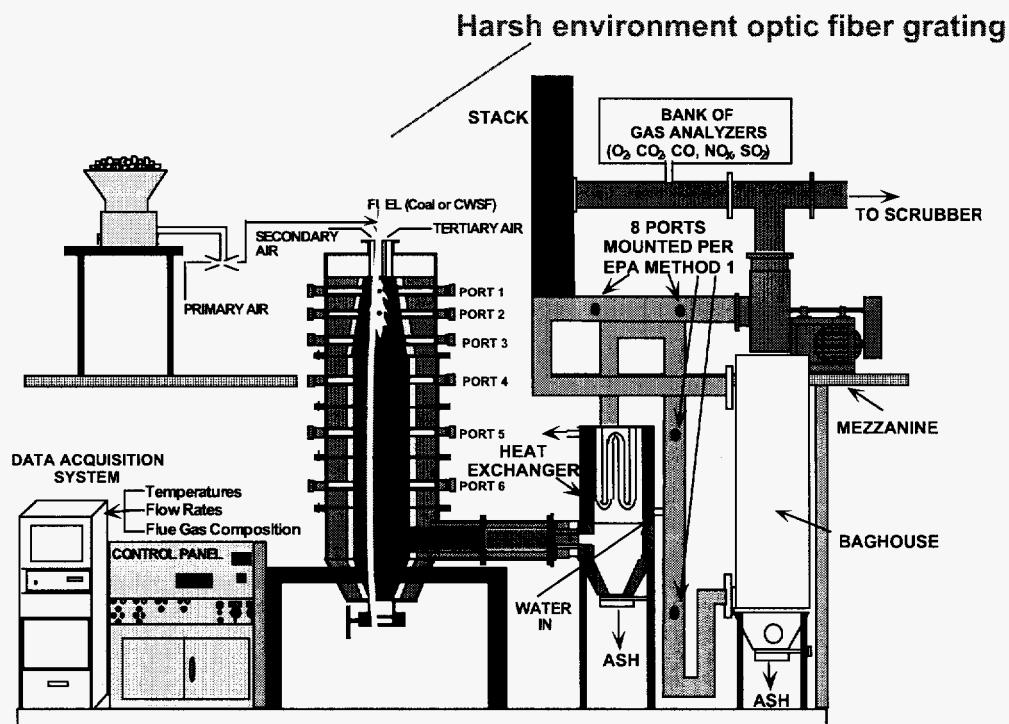 Harsh environment optic fiber grating
STACK
BANK OF
GAS ANALYZERS
(O₂, CO₂, CO, NOₓ, SO₂)
TO SCRUBBER
FUEL (Coal or CWSF)
SECONDARY
AIR
TERTIARY AIR
8 PORTS
MOUNTED PER
EPA METHOD 1
PRIMARY AIR
PORT 1
PORT 2
PORT 3
PORT 4
PORT 5
PORT 6
MEZZANINE
HEAT
EXCHANGER
DATA ACQUISITION
SYSTEM
Temperatures
Flow Rates
Flue Gas Composition
CONTROL PANEL
BAGHOUSE
WATER
IN
ASH
ASH